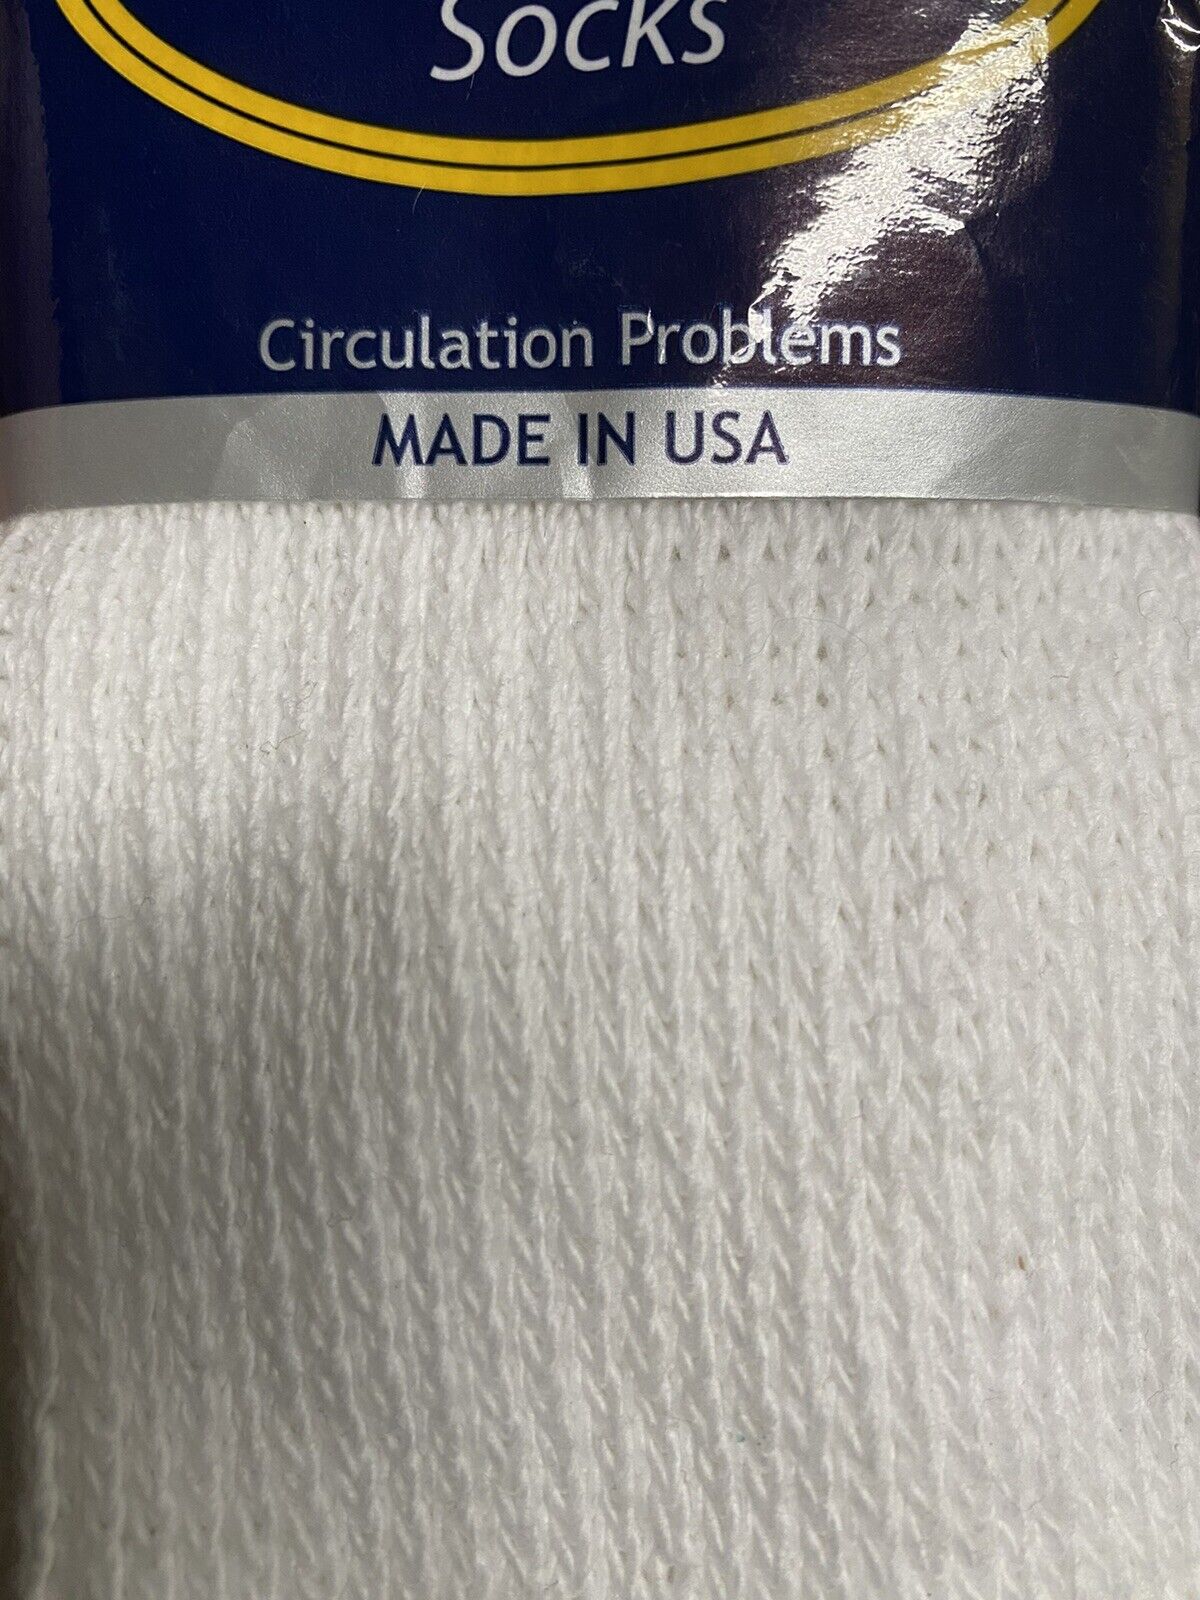 Socks
Circulation Problems
MADE IN USA